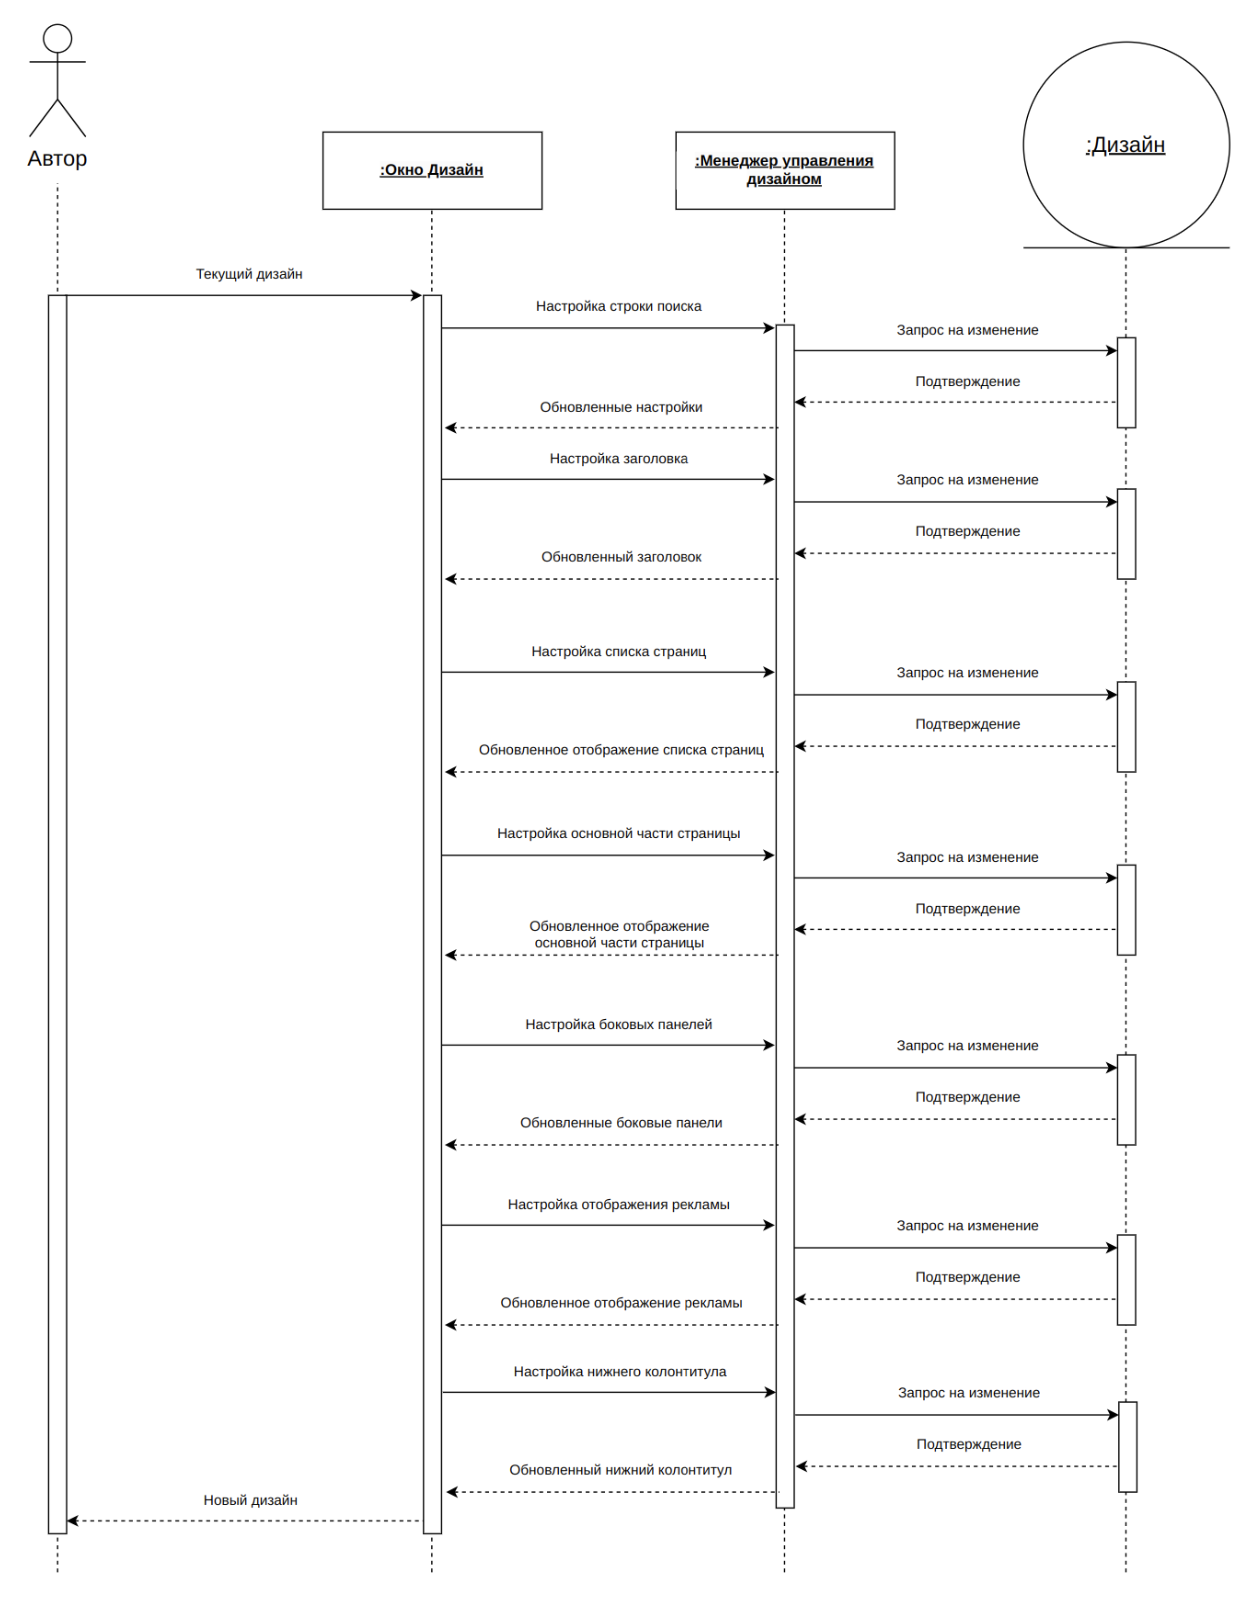 Автор
:Окно Дизайн
:Менеджер управления
дизайном
:Дизайн
Текущий дизайн
Настройка строки поиска
Запрос на изменение
Подтверждение
Обновленные настройки
Настройка заголовка
Запрос на изменение
Подтверждение
Обновленный заголовок
Настройка списка страниц
Запрос на изменение
Подтверждение
Обновленное отображение списка страниц
Настройка основной части страницы
Запрос на изменение
Подтверждение
Обновленное отображение
основной части страницы
Настройка боковых панелей
Запрос на изменение
Подтверждение
Обновленные боковые панели
Настройка отображения рекламы
Запрос на изменение
Подтверждение
Обновленное отображение рекламы
Настройка нижнего колонтитула
Запрос на изменение
Подтверждение
Обновленный нижний колонтитул
Новый дизайн